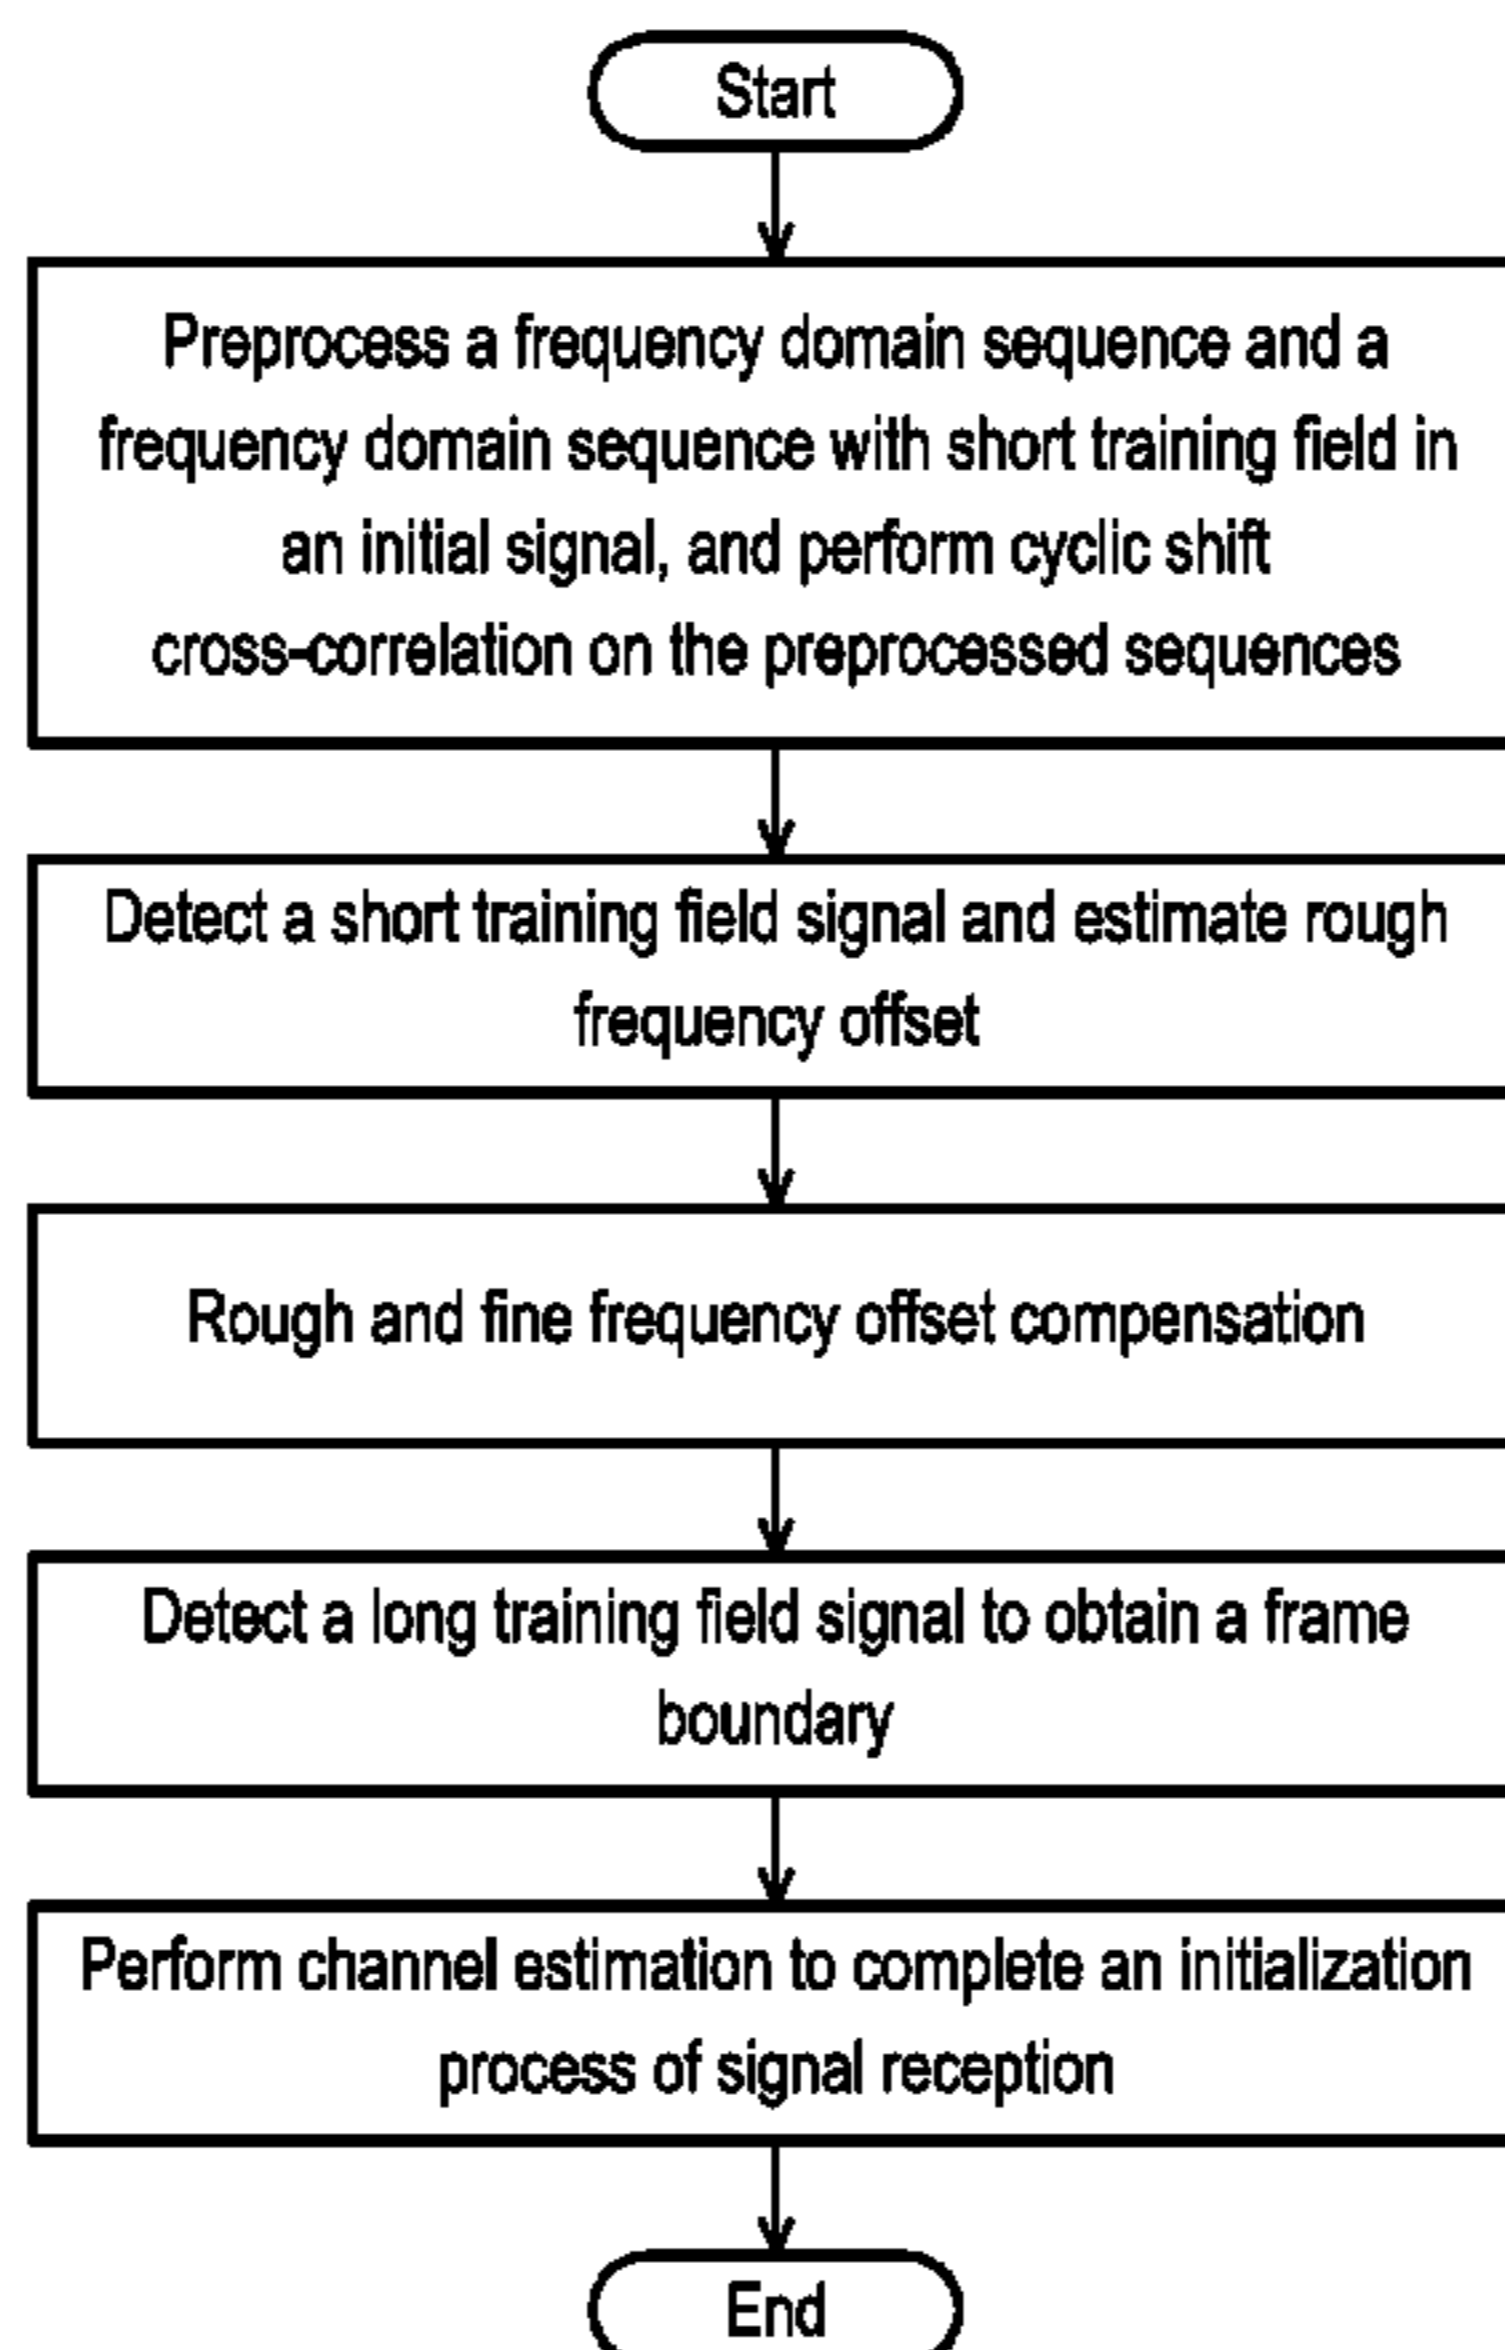 Start
Preprocess a frequency domain sequence and a
frequency domain sequence with short training field in
an initial signal, and perform cyclic shift
cross-correlation on the preprocessed sequences
Detect a short training field signal and estimate rough
frequency offset
Rough and fine frequency offset compensation
Detect a long training field signal to obtain a frame
boundary
Perform channel estimation to complete an initialization
process of signal reception
End